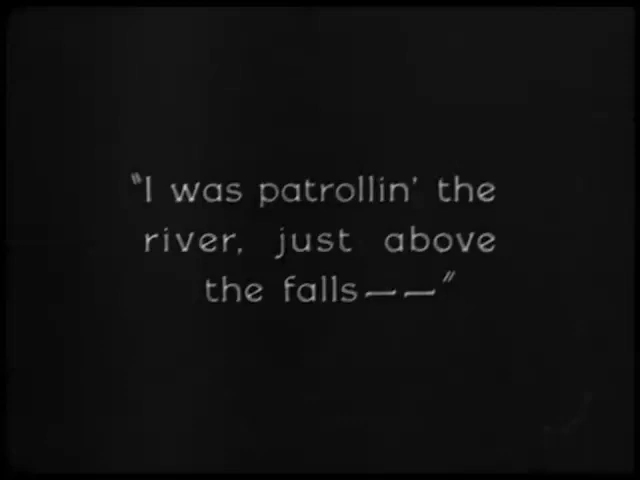 "I was patrollin' the
river, just above
the falls——"